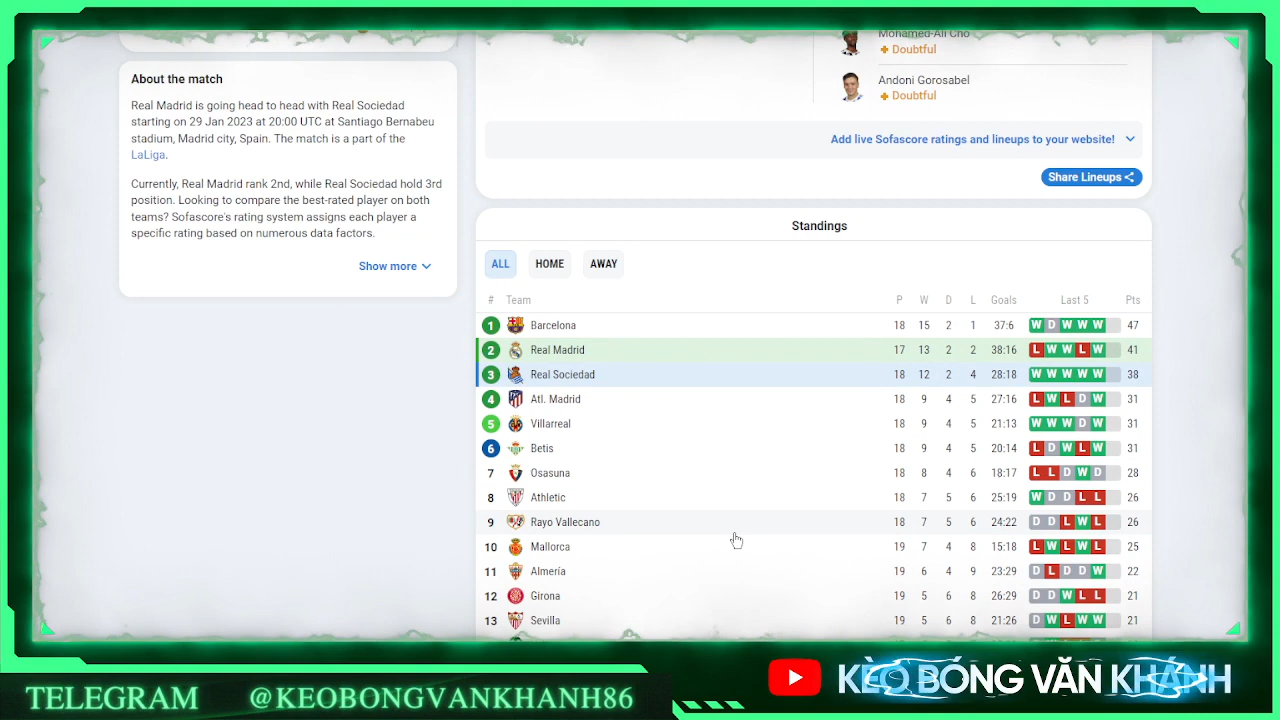 About the match
Real Madrid is going head to head with Real Sociedad
starting on 29 Jan 2023 at 20:00 UTC at Santiago Bernabeu
stadium, Madrid city, Spain. The match is a part of the
LaLiga.
Currently, Real Madrid rank 2nd, while Real Sociedad hold 3rd
position. Looking to compare the best-rated player on both
teams? Sofascore's rating system assigns each player a
specific rating based on numerous data factors.
Show more
Mohamed-Ali Cho
Doubtful
Andoni Gorosabel
Doubtful
Add live Sofascore ratings and lineups to your website!
Share Lineups
Standings
ALL HOME AWAY
# Team P W D L Goals Last 5 Pts
1 Barcelona 18 15 2 1 37:6 W D W W W 47
2 Real Madrid 17 13 2 2 38:16 L W W L W 41
3 Real Sociedad 18 12 2 4 28:18 W W W W W 38
4 Atl. Madrid 18 9 4 5 27:16 L W L D W 31
5 Villarreal 18 9 4 5 21:13 W W W D W 31
6 Betis 18 9 4 5 20:14 L D W L W 31
7 Osasuna 18 8 4 6 18:17 L L D W D 28
8 Athletic 18 7 5 6 25:19 W D D L L 26
9 Rayo Vallecano 18 7 5 6 24:22 D D L W L 26
10 Mallorca 19 7 4 8 15:18 L W L W L 25
11 Almería 19 6 4 9 23:29 D L D D W 22
12 Girona 19 5 6 8 26:29 D D W L L 21
13 Sevilla 19 5 6 8 21:26 D W L W W 21
TELEGRAM @KEOBONGVANKHANH86
KÈO BÓNG VĂN KHÁNH